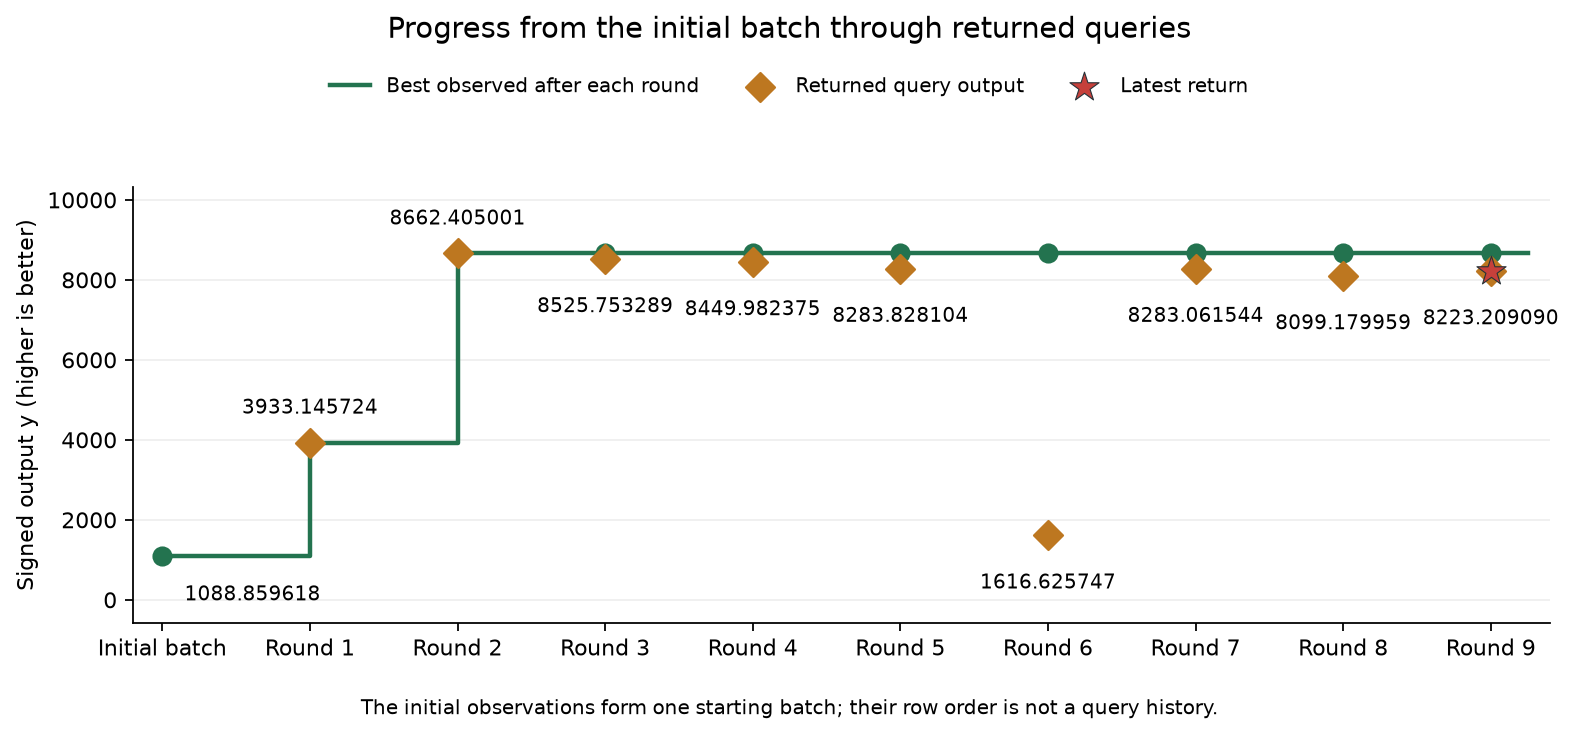 Progress from the initial batch through returned queries
Best observed after each round
Returned query output
Latest return
Signed output y (higher is better)
10000
8000
6000
4000
2000
0
1088.859618
3933.145724
8662.405001
8525.753289
8449.982375
8283.828104
1616.625747
8283.061544
8099.179959
8223.209090
Initial batch
Round 1
Round 2
Round 3
Round 4
Round 5
Round 6
Round 7
Round 8
Round 9
The initial observations form one starting batch; their row order is not a query history.